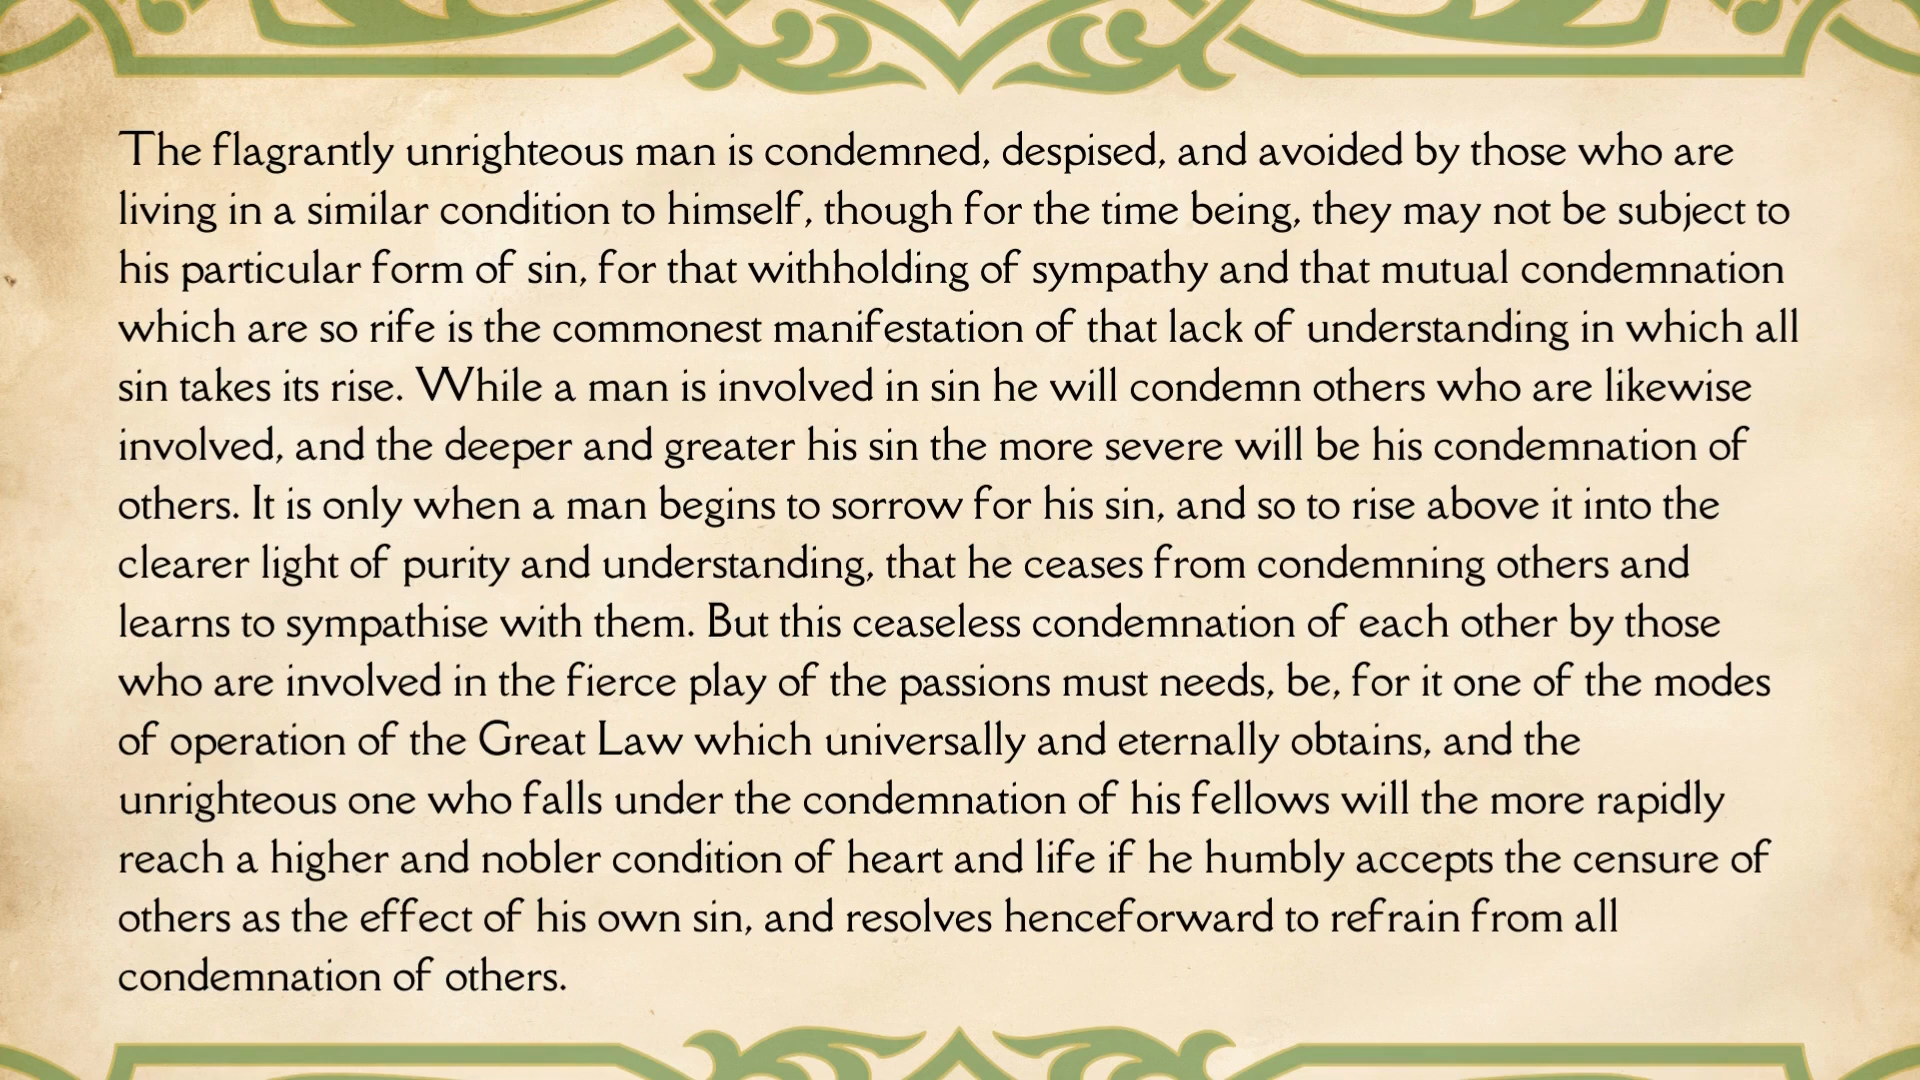 The flagrantly unrighteous man is condemned, despised, and avoided by those who are
living in a similar condition to himself, though for the time being, they may not be subject to
his particular form of sin, for that withholding of sympathy and that mutual condemnation
which are so rife is the commonest manifestation of that lack of understanding in which all
sin takes its rise. While a man is involved in sin he will condemn others who are likewise
involved, and the deeper and greater his sin the more severe will be his condemnation of
others. It is only when a man begins to sorrow for his sin, and so to rise above it into the
clearer light of purity and understanding, that he ceases from condemning others and
learns to sympathise with them. But this ceaseless condemnation of each other by those
who are involved in the fierce play of the passions must needs, be, for it one of the modes
of operation of the Great Law which universally and eternally obtains, and the
unrighteous one who falls under the condemnation of his fellows will the more rapidly
reach a higher and nobler condition of heart and life if he humbly accepts the censure of
others as the effect of his own sin, and resolves henceforward to refrain from all
condemnation of others.